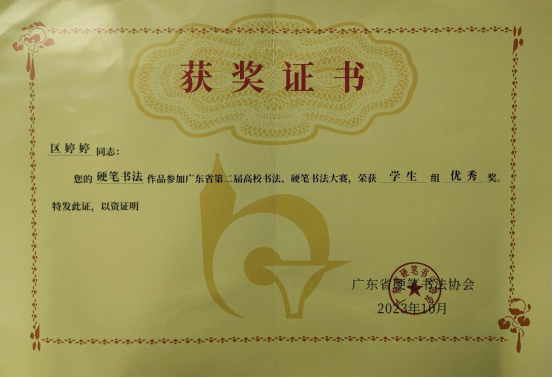 获奖证书
区婷婷 同志：
您的 硬笔书法 作品参加广东省第二届高校书法、硬笔书法大赛，荣获 学生 组 优秀 奖。
特发此证，以资证明
广东省硬笔书法协会
2023年10月